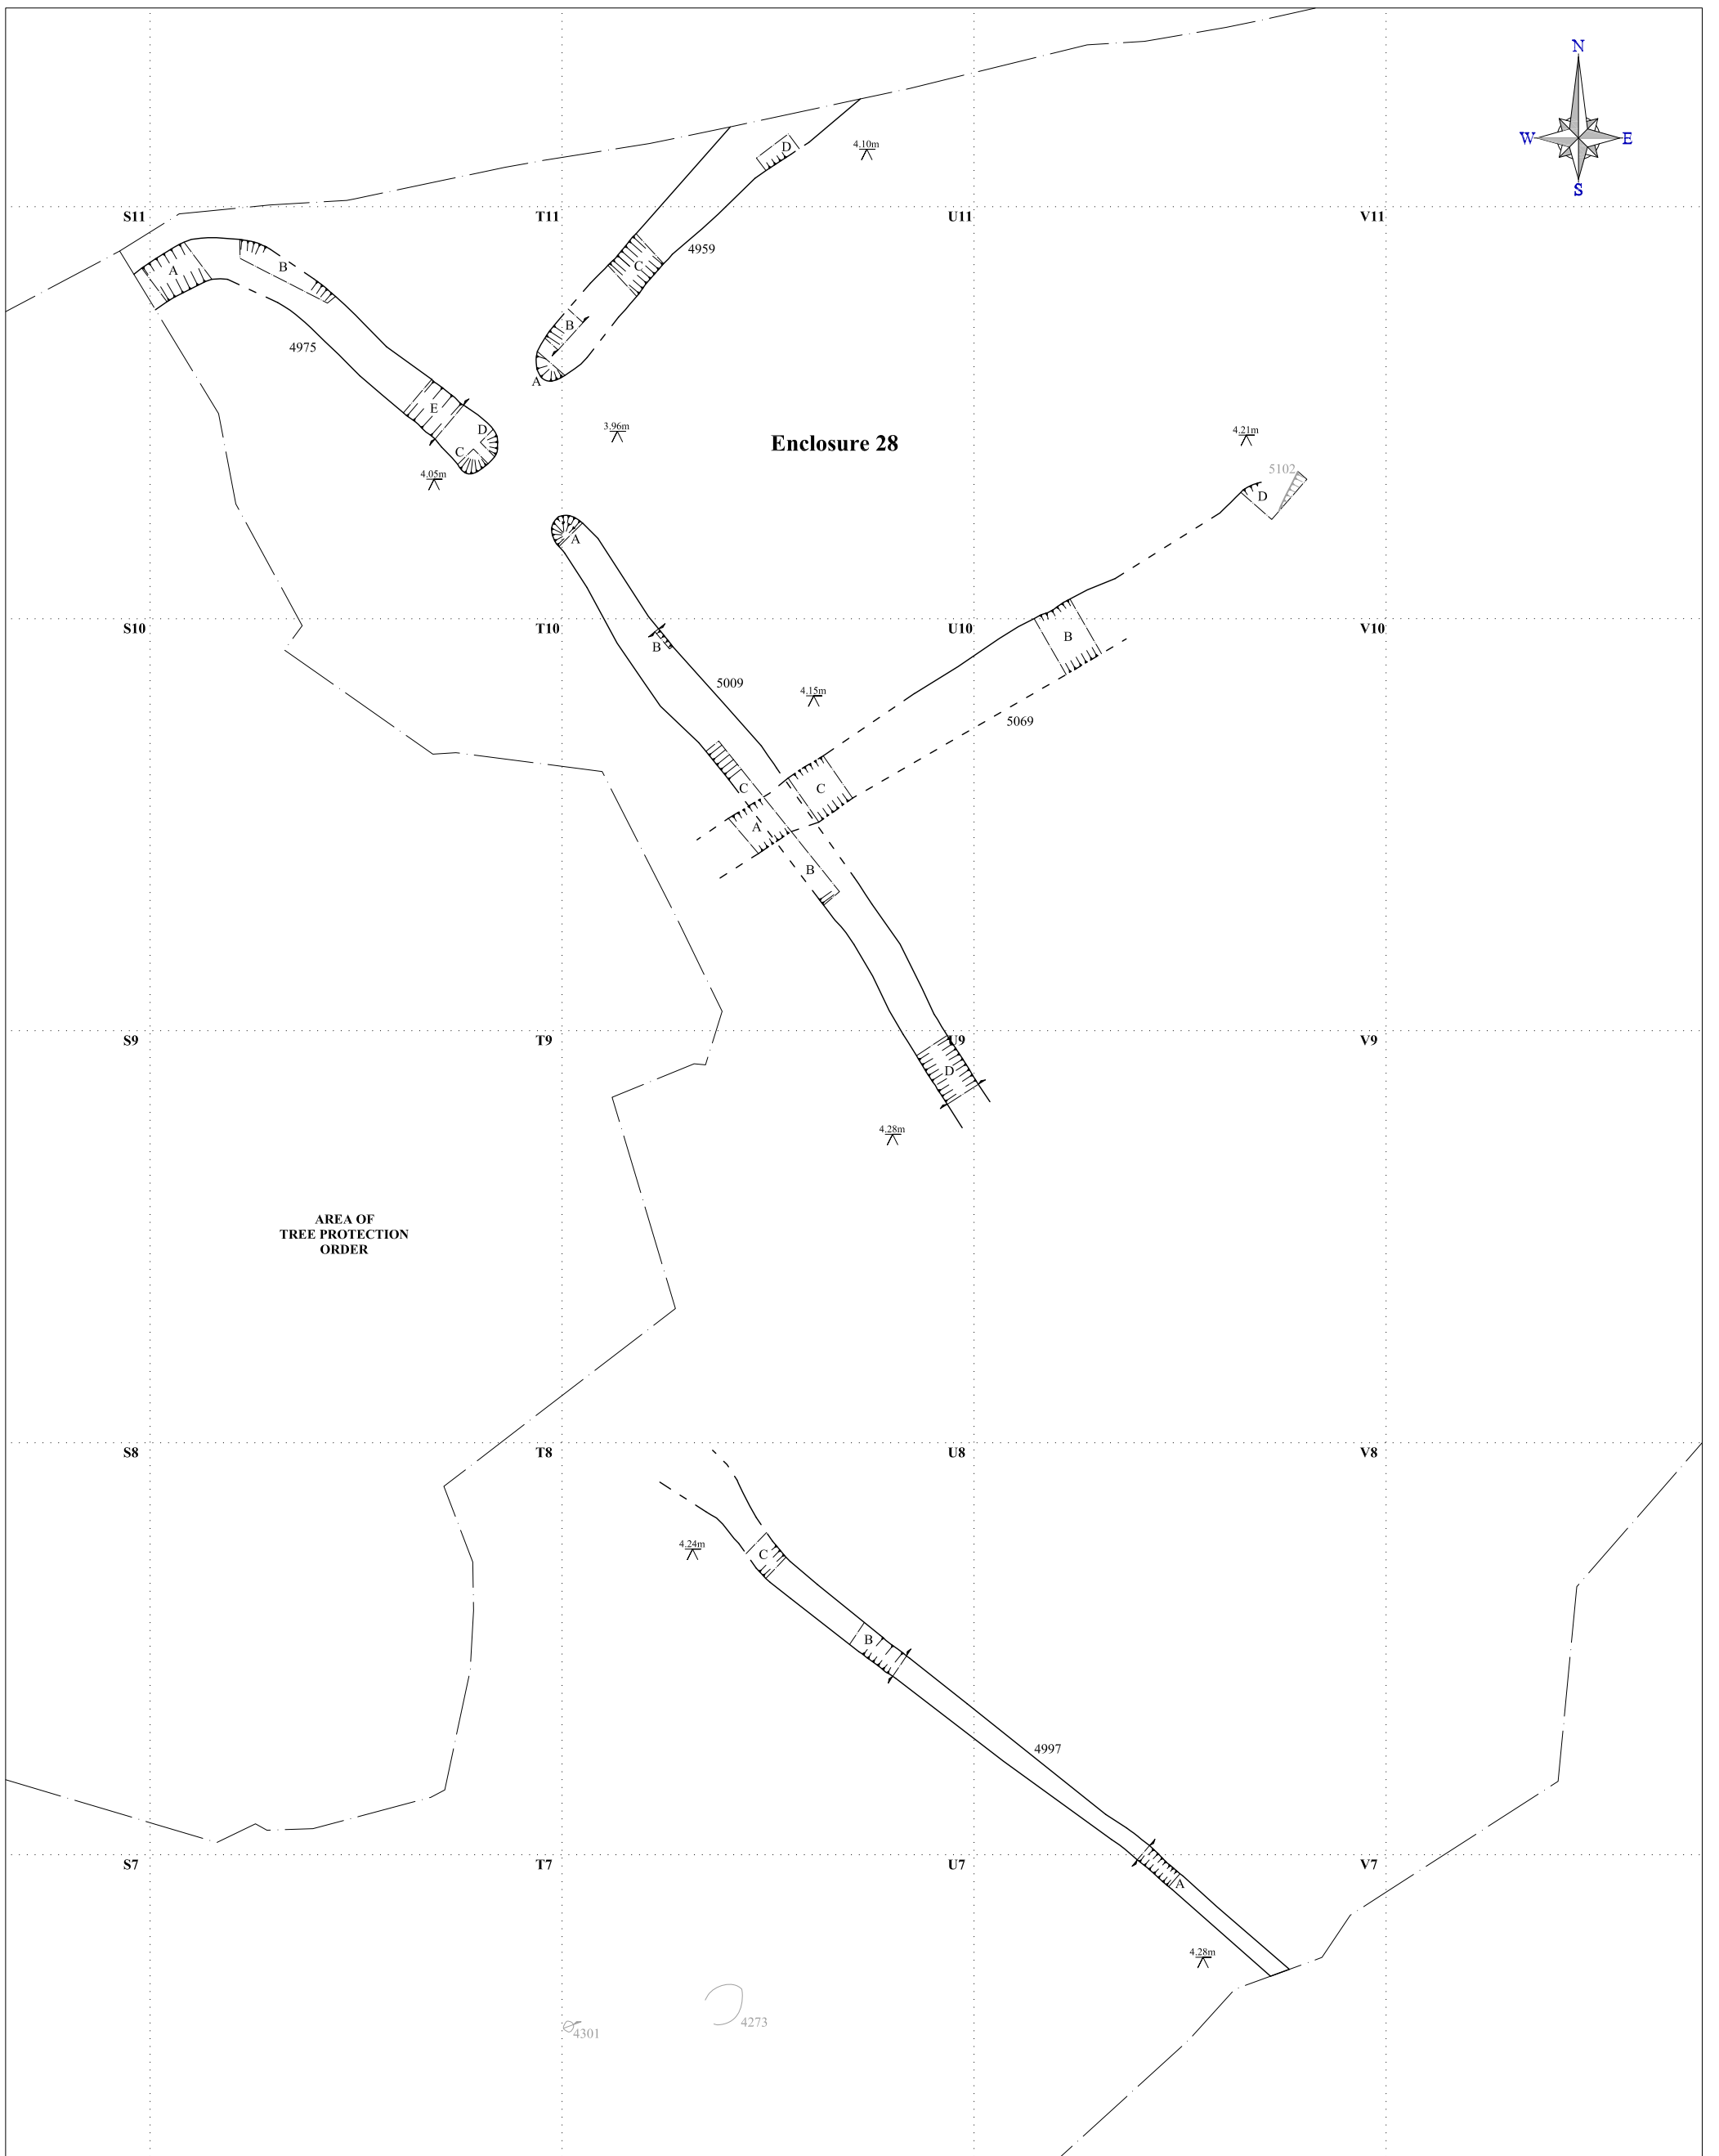 N
W E
S
4.10m
D
S11 T11 U11 V11
4959
A B C
B
4975
A
E
D
C
3.96m
Enclosure 28
4.21m
4.05m
5102
D
A
S10 T10 U10 V10
B
B
5009
4.15m
5069
C C
A
B
S9 T9 U9 V9
D
4.28m
AREA OF
TREE PROTECTION
ORDER
S8 T8 U8 V8
4.24m
C
B
4997
S7 T7 U7 V7
A
4.28m
4273
4301